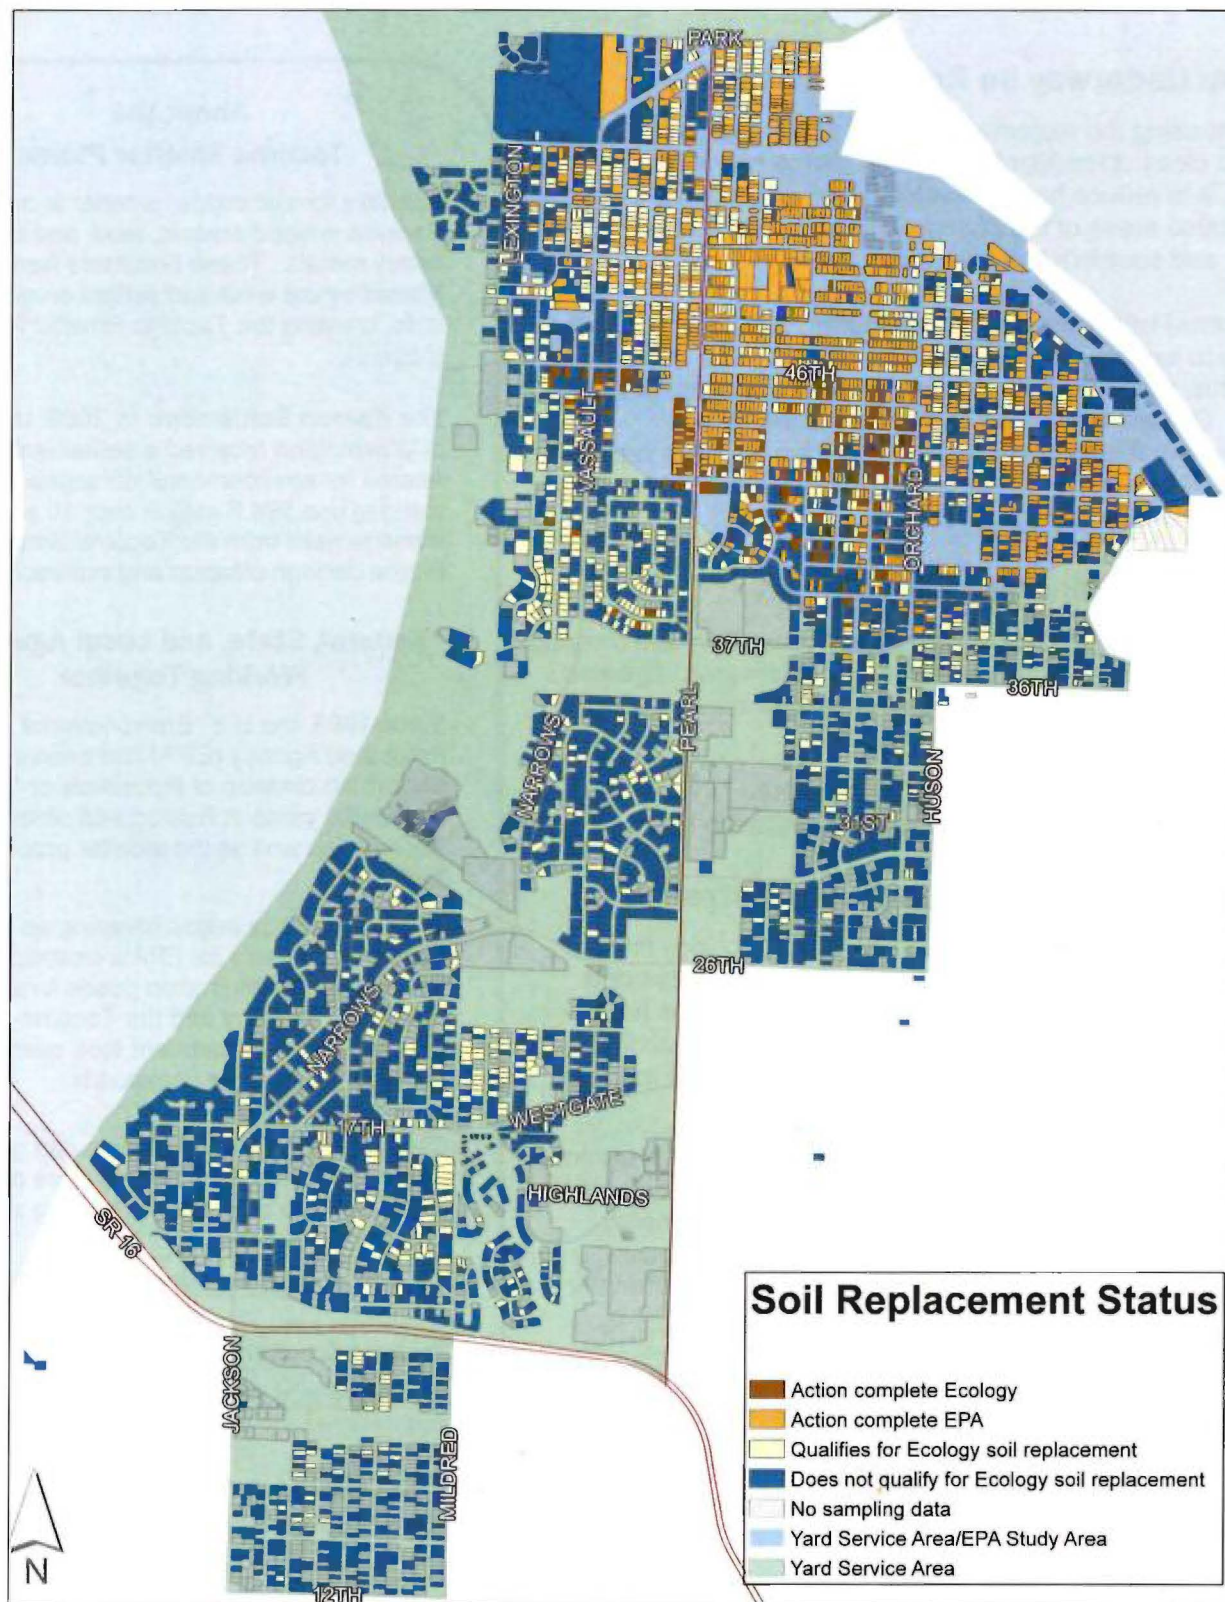 PARK
LEXINGTON
46TH
VASSAULT
ORCHARD
37TH
36TH
PEARL
NARROWS
HUSON
31ST
26TH
NARROWS
WESTGATE
17TH
HIGHLANDS
SR 16
JACKSON
MILDRED
12TH
N
Soil Replacement Status
Action complete Ecology
Action complete EPA
Qualifies for Ecology soil replacement
Does not qualify for Ecology soil replacement
No sampling data
Yard Service Area/EPA Study Area
Yard Service Area